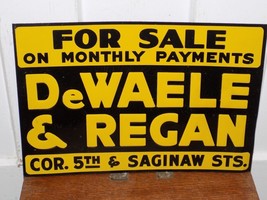 FOR SALE
ON MONTHLY PAYMENTS
DeWAELE
& REGAN
COR. 5TH & SAGINAW STS.